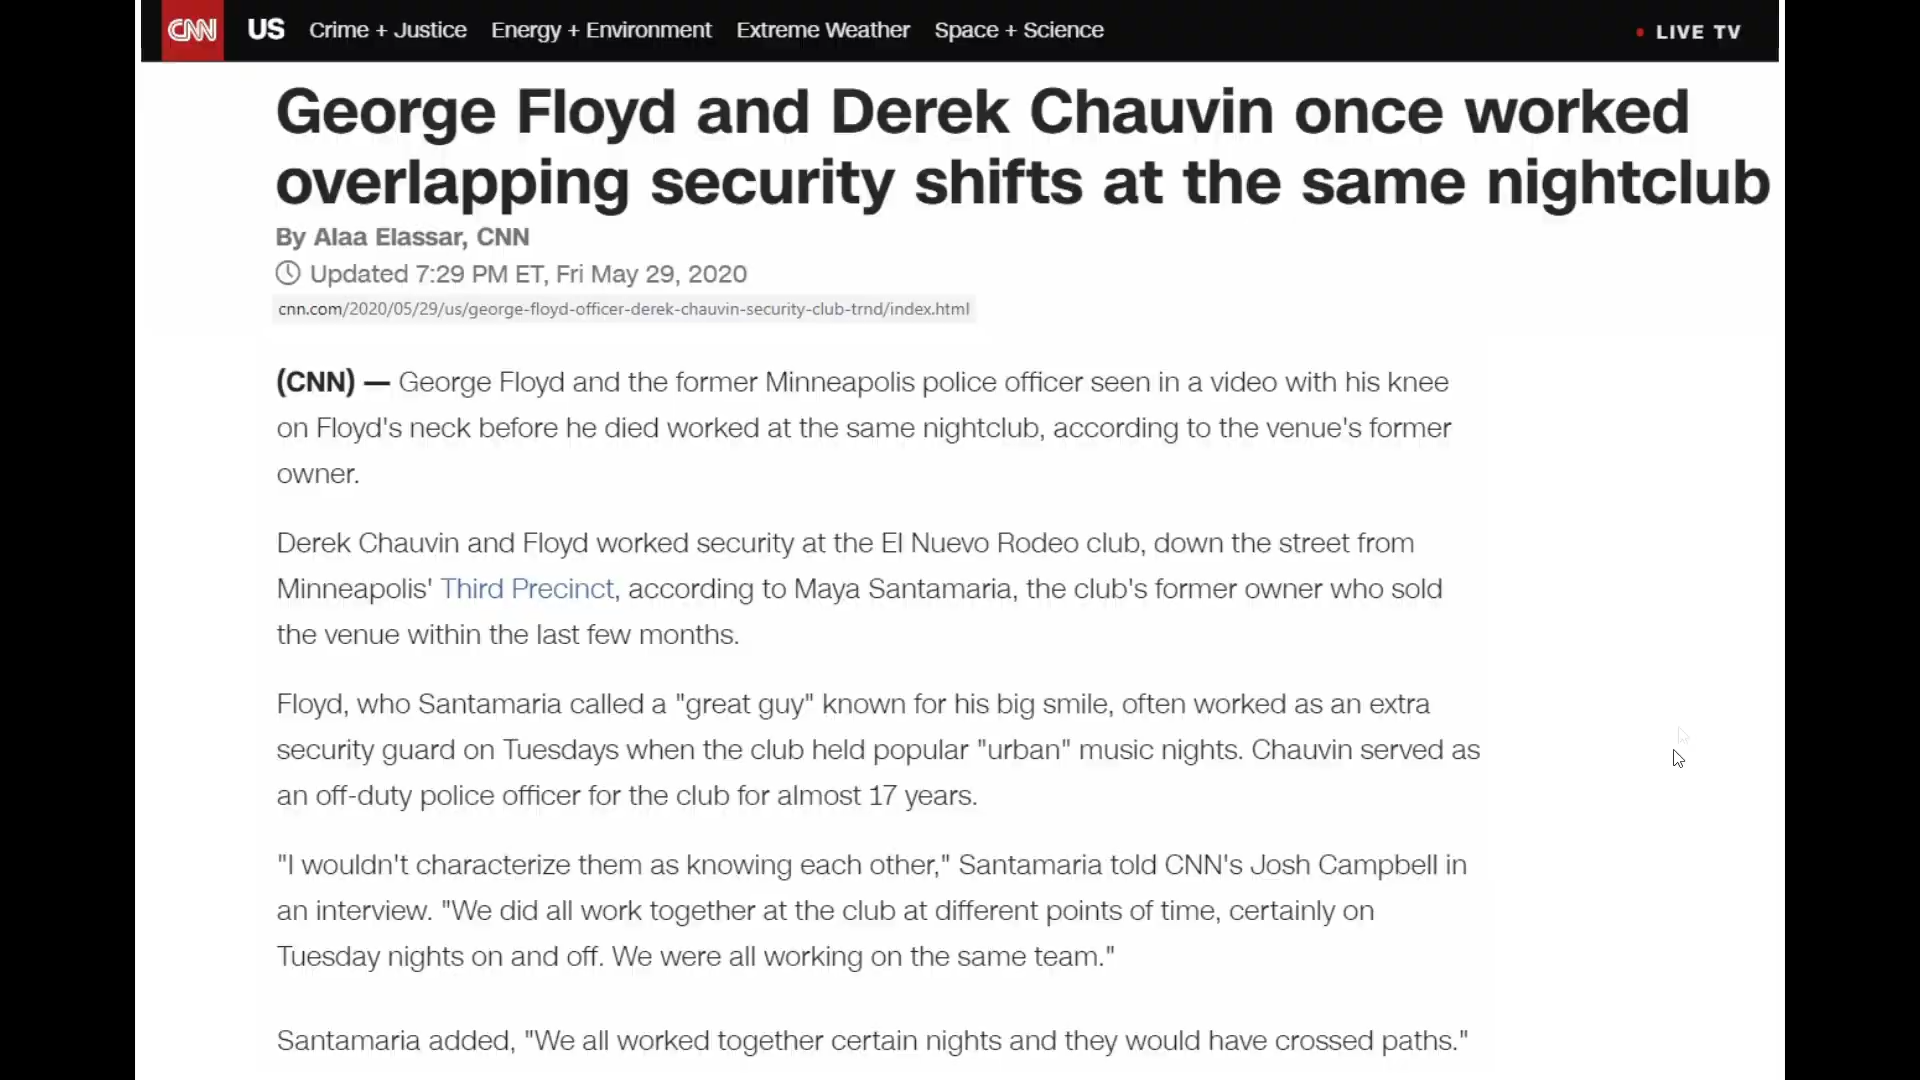 CNN US Crime + Justice Energy + Environment Extreme Weather Space + Science LIVE TV
George Floyd and Derek Chauvin once worked
overlapping security shifts at the same nightclub
By Alaa Elassar, CNN
Updated 7:29 PM ET, Fri May 29, 2020
cnn.com/2020/05/29/us/george-floyd-officer-derek-chauvin-security-club-trnd/index.html
(CNN) — George Floyd and the former Minneapolis police officer seen in a video with his knee
on Floyd's neck before he died worked at the same nightclub, according to the venue's former
owner.
Derek Chauvin and Floyd worked security at the El Nuevo Rodeo club, down the street from
Minneapolis' Third Precinct, according to Maya Santamaria, the club's former owner who sold
the venue within the last few months.
Floyd, who Santamaria called a "great guy" known for his big smile, often worked as an extra
security guard on Tuesdays when the club held popular "urban" music nights. Chauvin served as
an off-duty police officer for the club for almost 17 years.
"I wouldn't characterize them as knowing each other," Santamaria told CNN's Josh Campbell in
an interview. "We did all work together at the club at different points of time, certainly on
Tuesday nights on and off. We were all working on the same team."
Santamaria added, "We all worked together certain nights and they would have crossed paths."